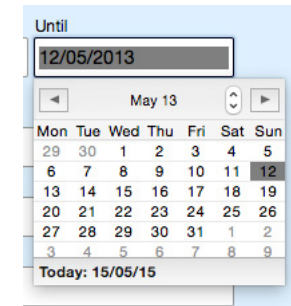 Until
12/05/2013
May 13
Mon Tue Wed Thu Fri Sat Sun
29 30 1 2 3 4 5
6 7 8 9 10 11 12
13 14 15 16 17 18 19
20 21 22 23 24 25 26
27 28 29 30 31 1 2
3 4 5 6 7 8 9
Today: 15/05/15